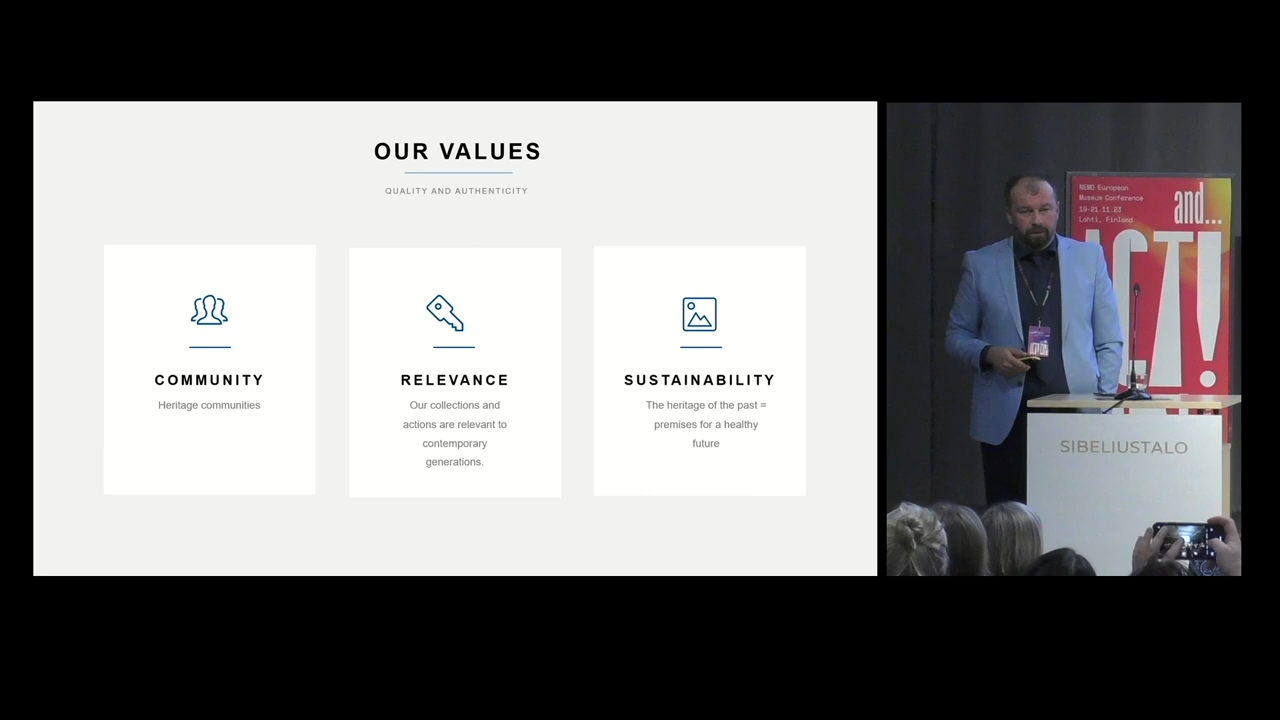 OUR VALUES
QUALITY AND AUTHENTICITY
COMMUNITY
Heritage communities
RELEVANCE
Our collections and
actions are relevant to
contemporary
generations.
SUSTAINABILITY
The heritage of the past =
premises for a healthy
future
NEMO European
Museum Conference
19–21.11.23
Lahti, Finland
and...
ACT!
SIBELIUSTALO